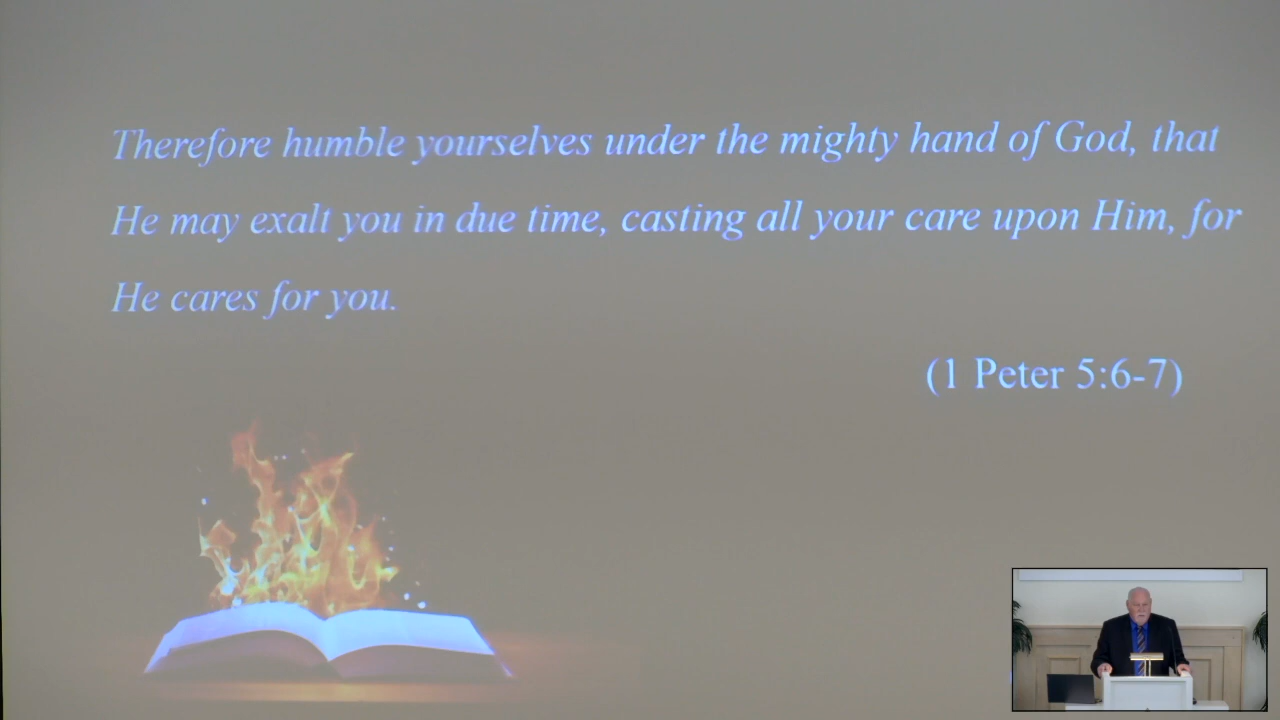 Therefore humble yourselves under the mighty hand of God, that
He may exalt you in due time, casting all your care upon Him, for
He cares for you.
(1 Peter 5:6-7)